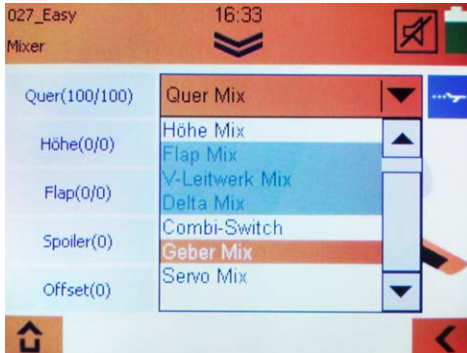 027_Easy
16:33
Mixer
Quer(100/100)
Quer Mix
Höhe(0/0)
Höhe Mix
Flap Mix
Flap(0/0)
V-Leitwerk Mix
Delta Mix
Spoiler(0)
Combi-Switch
Geber Mix
Offset(0)
Servo Mix